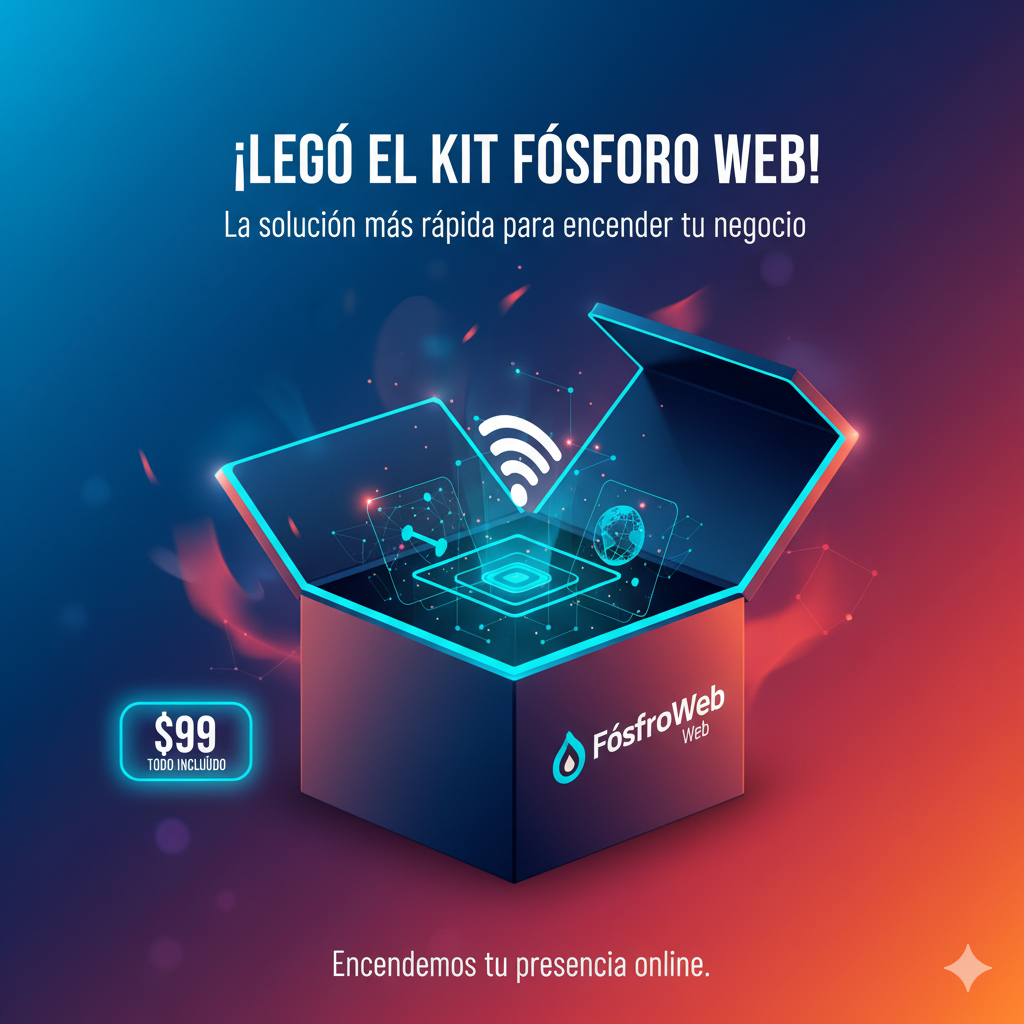 ¡LEGÓ EL KIT FÓSFORO WEB!
La solución más rápida para encender tu negocio
$99
TODO INCLUÚDO
FósfroWeb
Web
Encendemos tu presencia online.